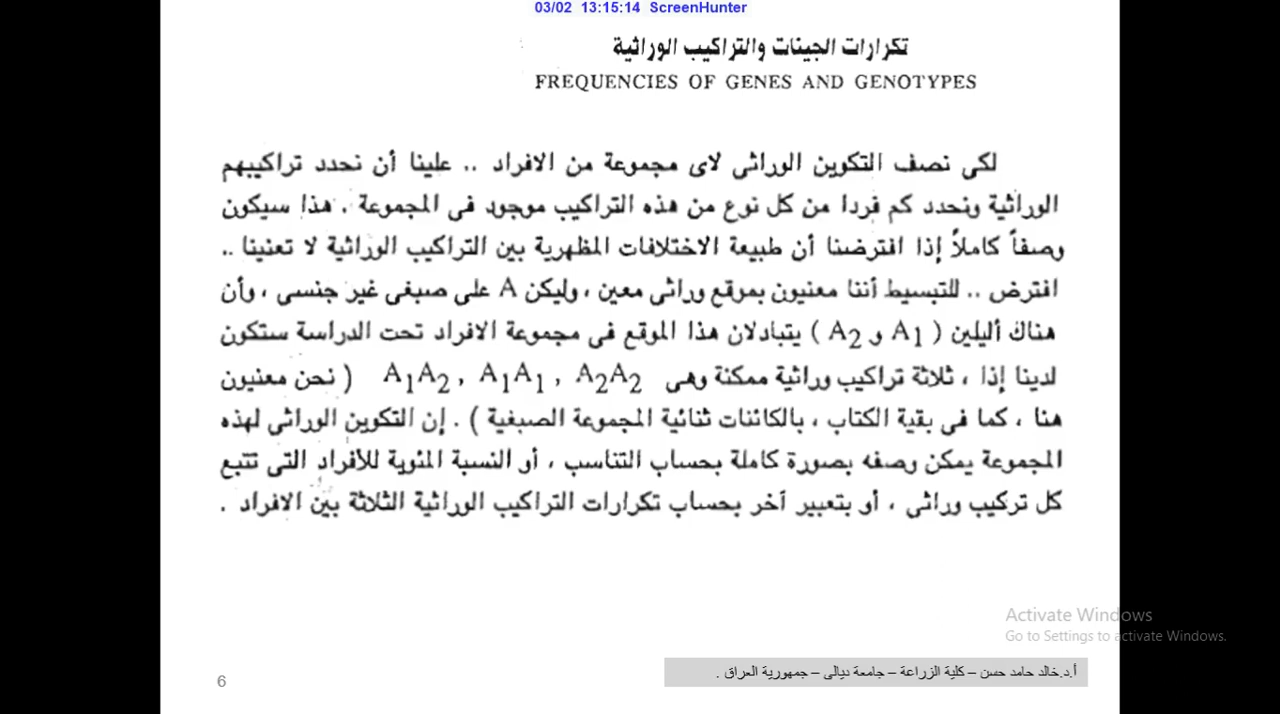 03/02 13:15:14 ScreenHunter
تكرارات الجينات والتراكيب الوراثية
FREQUENCIES OF GENES AND GENOTYPES
لكى نصف التكوين الوراثى لاى مجموعة من الافراد .. علينا أن نحدد تراكيبهم
الوراثية ونحدد كم فردا من كل نوع من هذه التراكيب موجود فى المجموعة . هذا سيكون
وصفاً كاملاً إذا افترضنا أن طبيعة الاختلافات المظهرية بين التراكيب الوراثية لا تعنينا ..
افترض .. للتبسيط أننا معنيون بموقع وراثى معين ، وليكن A على صبغى غير جنسى ، وأن
هناك أليلين ( A1 و A2 ) يتبادلان هذا الموقع فى مجموعة الافراد تحت الدراسة ستكون
لدينا إذا ، ثلاثة تراكيب وراثية ممكنة وهى A1A2 , A1A1 , A2A2 ( نحن معنيون
هنا ، كما فى بقية الكتاب ، بالكائنات ثنائية المجموعة الصبغية ) . إن التكوين الوراثى لهذه
المجموعة يمكن وصفه بصورة كاملة بحساب التناسب ، أو النسبة المئوية للأفراد التى تتبع
كل تركيب وراثى ، أو بتعبير آخر بحساب تكرارات التراكيب الوراثية الثلاثة بين الافراد .
Activate Windows
Go to Settings to activate Windows.
أ.د.خالد حامد حسن – كلية الزراعة – جامعة ديالى – جمهورية العراق .
6